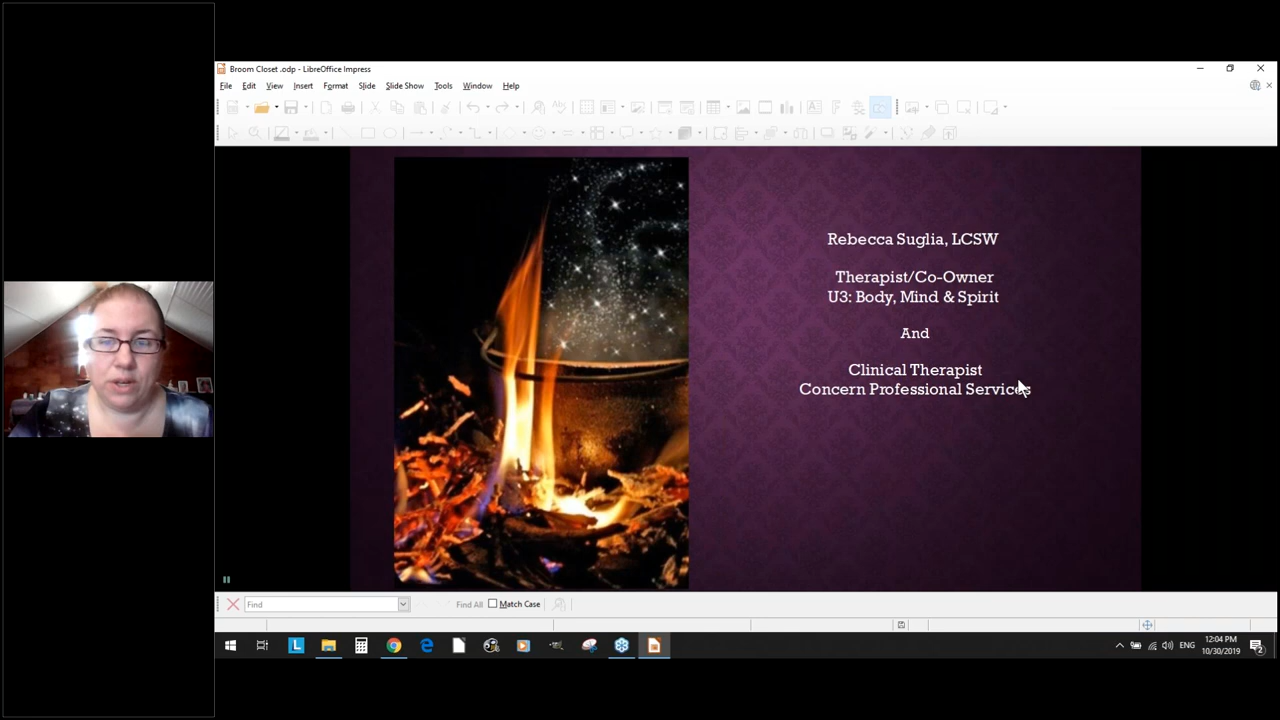 Broom Closet .odp - LibreOffice Impress
File Edit View Insert Format Slide Slide Show Tools Window Help
Rebecca Suglia, LCSW
Therapist/Co-Owner
U3: Body, Mind & Spirit
And
Clinical Therapist
Concern Professional Services
Find Find All Match Case
L ENG 12:04 PM
10/30/2019 2